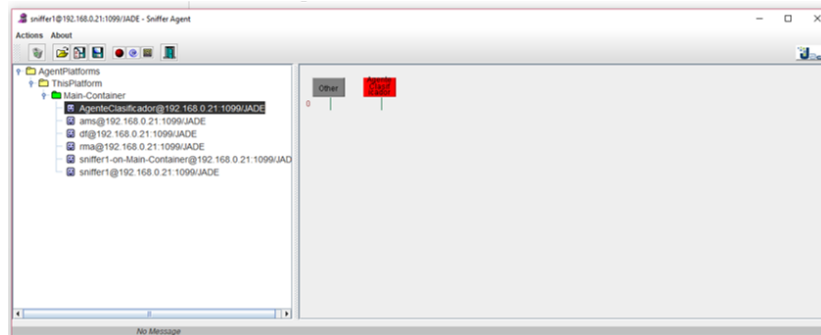 sniffer1@192.168.0.21:1099/JADE - Sniffer Agent
Actions About
AgentPlatforms
ThisPlatform
Main-Container
AgenteClasificador@192.168.0.21:1099/JADE
ams@192.168.0.21:1099/JADE
df@192.168.0.21:1099/JADE
rma@192.168.0.21:1099/JADE
sniffer1-on-Main-Container@192.168.0.21:1099/JAD
sniffer1@192.168.0.21:1099/JADE
Other
Agente
Clasif
icador
0
No Message